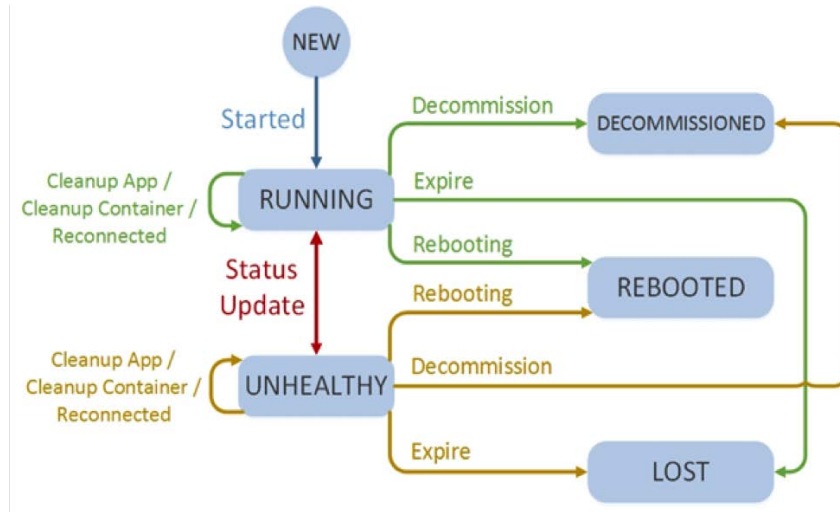 NEW
Started
Decommission
DECOMMISSIONED
Cleanup App /
Cleanup Container /
Reconnected
RUNNING
Expire
Rebooting
Status
Update
REBOOTED
Rebooting
Cleanup App /
Cleanup Container /
Reconnected
UNHEALTHY
Decommission
Expire
LOST